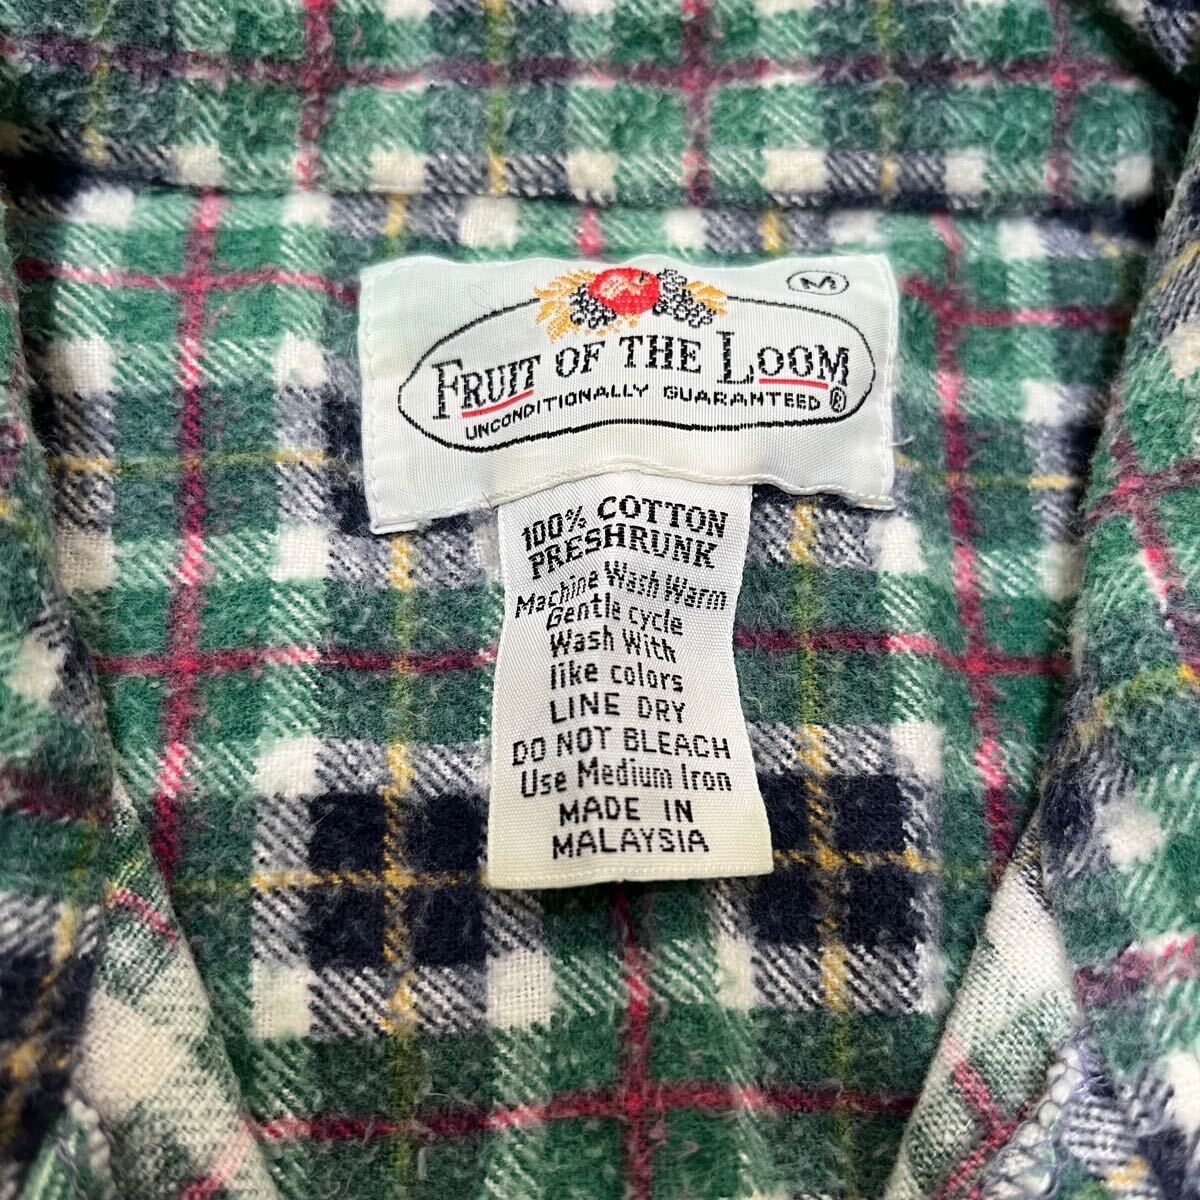 M
FRUIT OF THE LOOM
UNCONDITIONALLY GUARANTEED ®
100% COTTON
PRESHRUNK
Machine Wash Warm
Gentle cycle
Wash With
like colors
LINE DRY
DO NOT BLEACH
Use Medium Iron
MADE IN
MALAYSIA